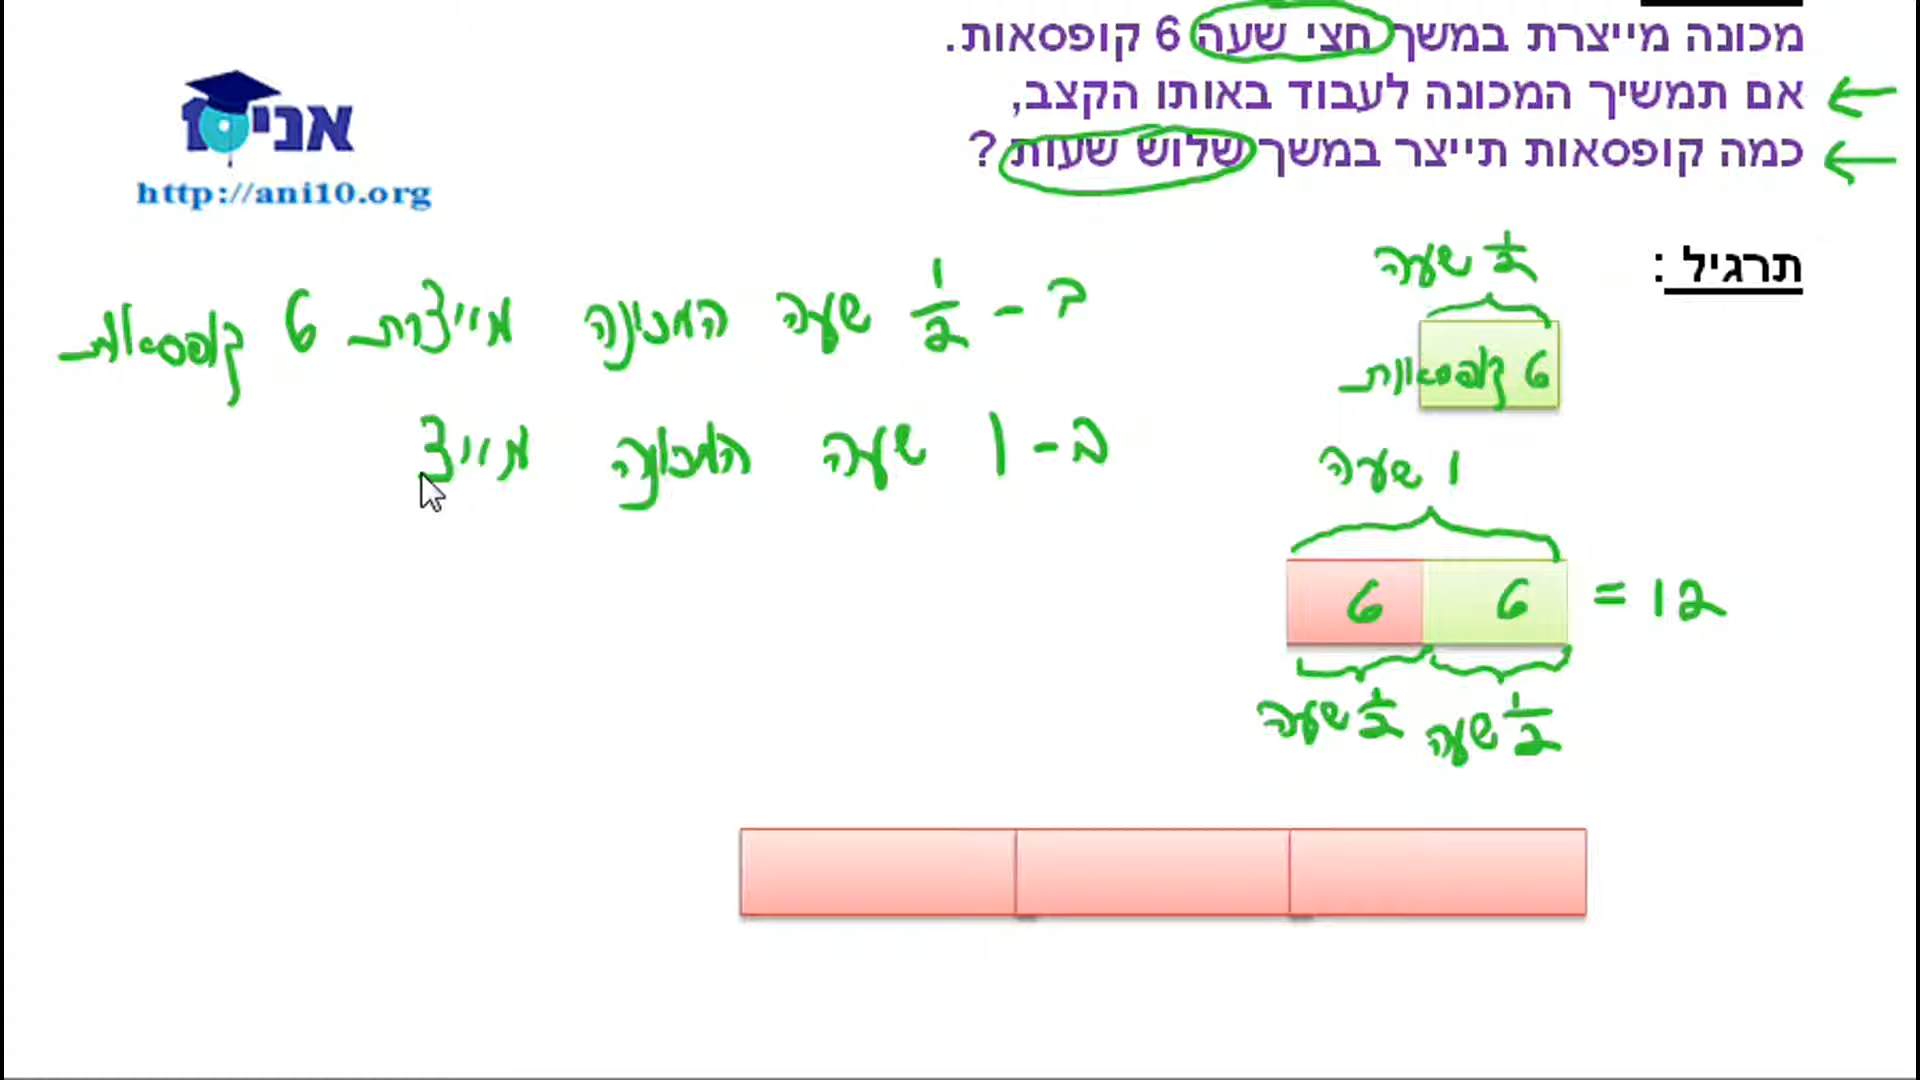 מכונה מייצרת במשך חצי שעה 6 קופסאות.
אם תמשיך המכונה לעבוד באותו הקצב,
כמה קופסאות תייצר במשך שלוש שעות ?
אני10
http://ani10.org
תרגיל :
1/2 שעה
6 קופסאות
ב - 1/2 שעה המכונה מייצרת 6 קופסאות
ב - 1 שעה המכונה מייצ
1 שעה
6 6 = 12
1/2 שעה 1/2 שעה